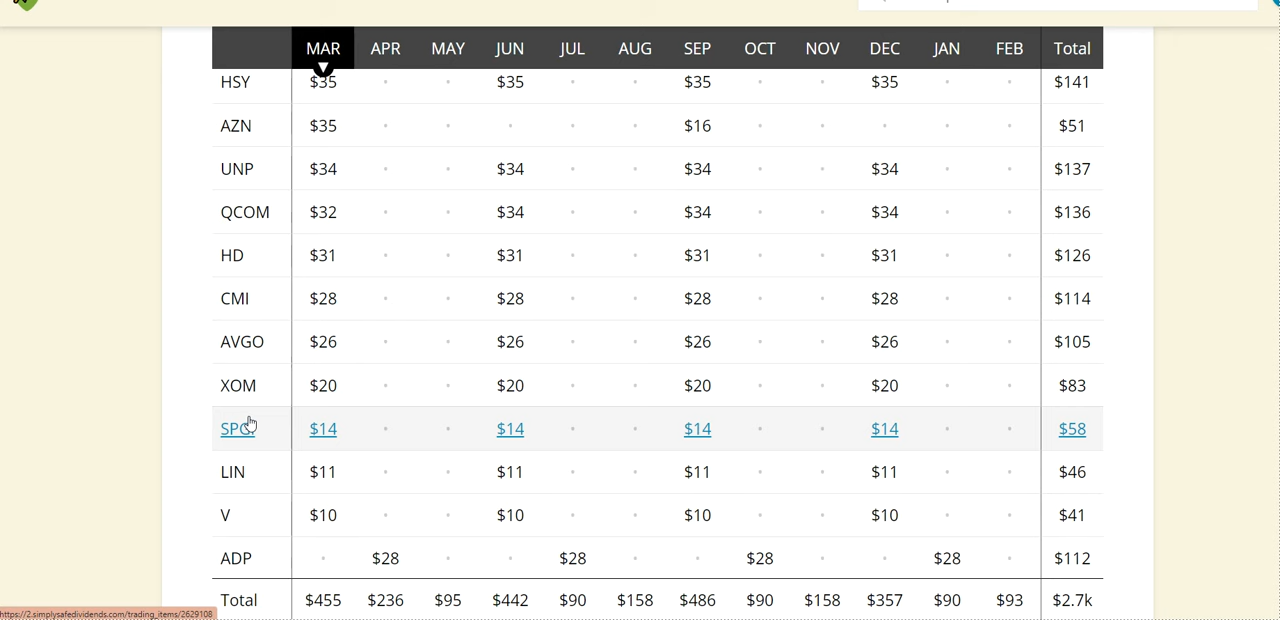 MAR APR MAY JUN JUL AUG SEP OCT NOV DEC JAN FEB Total
HSY $35 $35 $35 $35 $141
AZN $35 $16 $51
UNP $34 $34 $34 $34 $137
QCOM $32 $34 $34 $34 $136
HD $31 $31 $31 $31 $126
CMI $28 $28 $28 $28 $114
AVGO $26 $26 $26 $26 $105
XOM $20 $20 $20 $20 $83
$14 $14 $14 $14 $58
LIN $11 $11 $11 $11 $46
V $10 $10 $10 $10 $41
ADP $28 $28 $28 $28 $112
Total $455 $236 $95 $442 $90 $158 $486 $90 $158 $357 $90 $93 $2.7k
https://2.simplysafedividends.com/trading_items/2629108